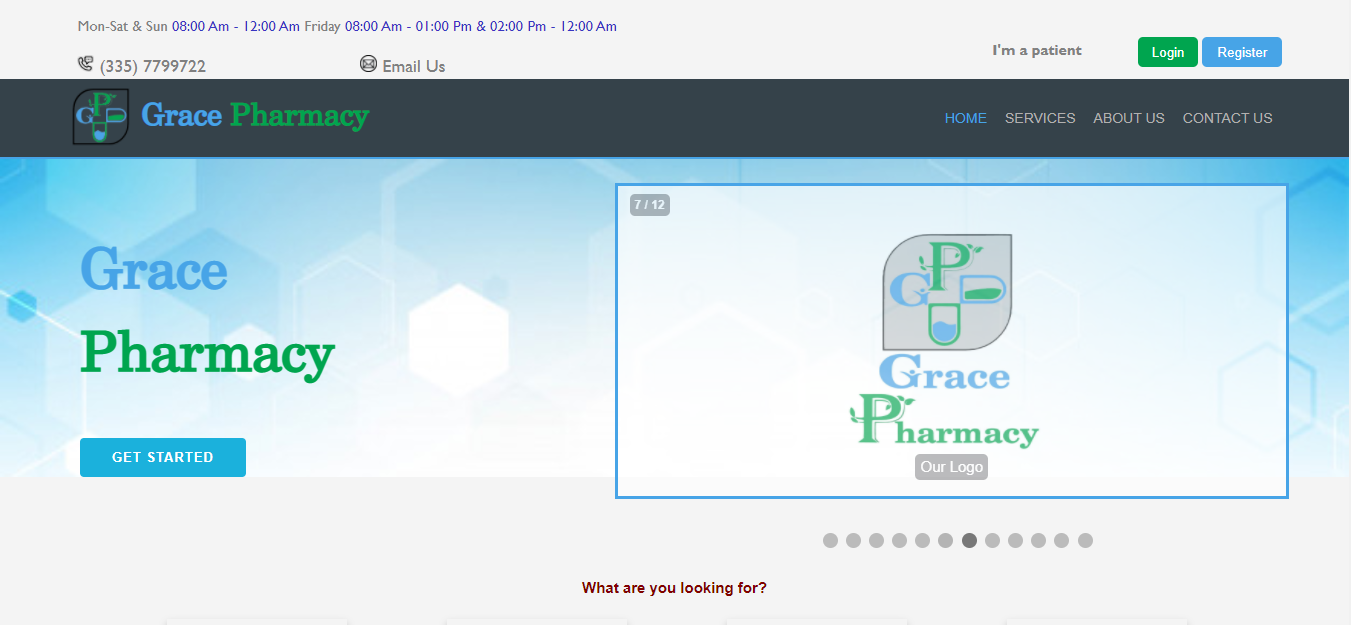 Mon-Sat & Sun 08:00 Am - 12:00 Am Friday 08:00 Am - 01:00 Pm & 02:00 Pm - 12:00 Am
(335) 7799722
Email Us
I'm a patient
Login
Register
GPD
Grace Pharmacy
HOME
SERVICES
ABOUT US
CONTACT US
Grace
Pharmacy
GET STARTED
7 / 12
GP
Grace
Pharmacy
Our Logo
What are you looking for?